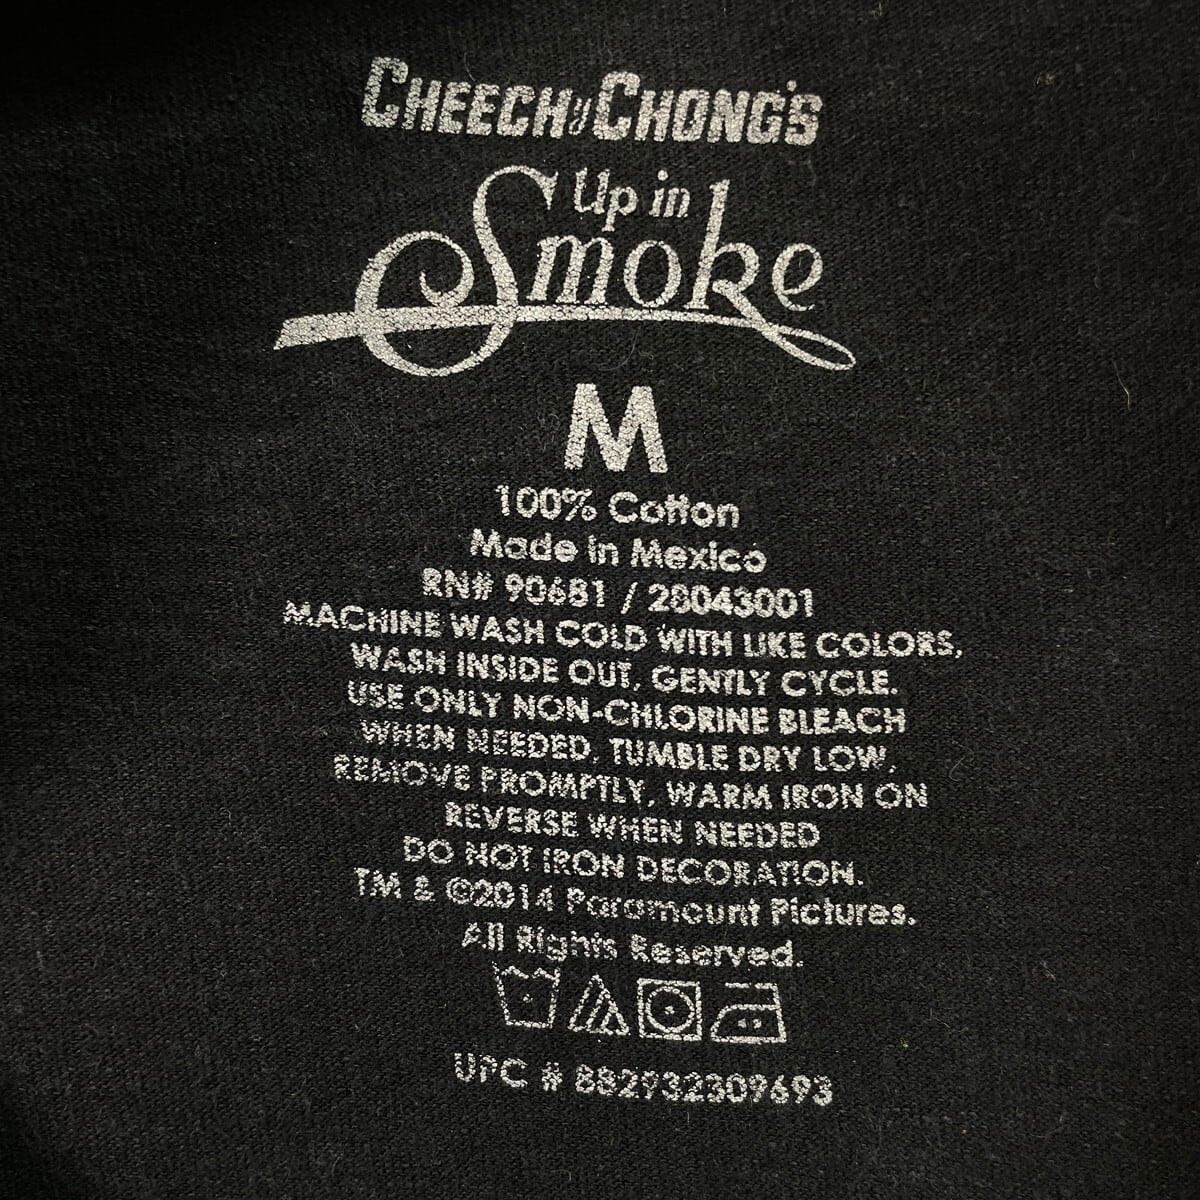 CHEECH y CHONG'S
Up in
Smoke
M
100% Cotton
Made in Mexico
RN# 90681 / 28043001
MACHINE WASH COLD WITH LIKE COLORS,
WASH INSIDE OUT, GENTLY CYCLE.
USE ONLY NON-CHLORINE BLEACH
WHEN NEEDED, TUMBLE DRY LOW,
REMOVE PROMPTLY, WARM IRON ON
REVERSE WHEN NEEDED
DO NOT IRON DECORATION.
TM & ©2014 Paramount Pictures.
All Rights Reserved.
UPC # 882932309693